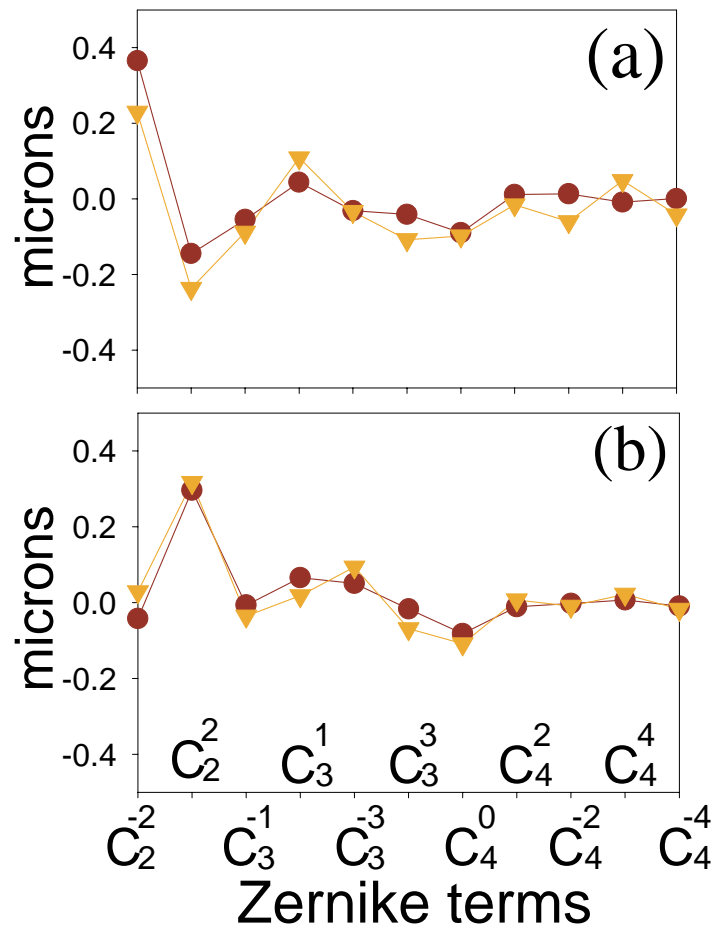 (a)
microns
0.4
0.2
0.0
-0.2
-0.4
(b)
microns
0.4
0.2
0.0
-0.2
-0.4
C₂² C₃¹ C₃³ C₄² C₄⁴
C₂⁻² C₃⁻¹ C₃⁻³ C₄⁰ C₄⁻² C₄⁻⁴
Zernike terms